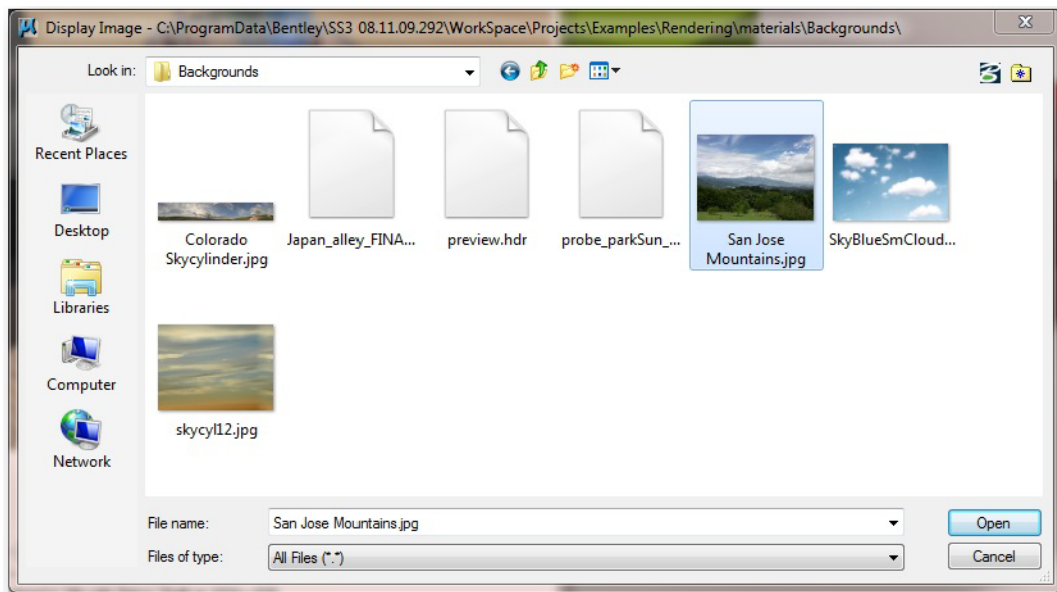 Display Image - C:\ProgramData\Bentley\SS3 08.11.09.292\WorkSpace\Projects\Examples\Rendering\materials\Backgrounds\
Look in:
Backgrounds
Recent Places
Desktop
Libraries
Computer
Network
Colorado
Skycylinder.jpg
Japan_alley_FINA...
preview.hdr
probe_parkSun_...
San Jose
Mountains.jpg
SkyBlueSmCloud...
skycyl12.jpg
File name:
San Jose Mountains.jpg
Open
Files of type:
All Files (*.*)
Cancel